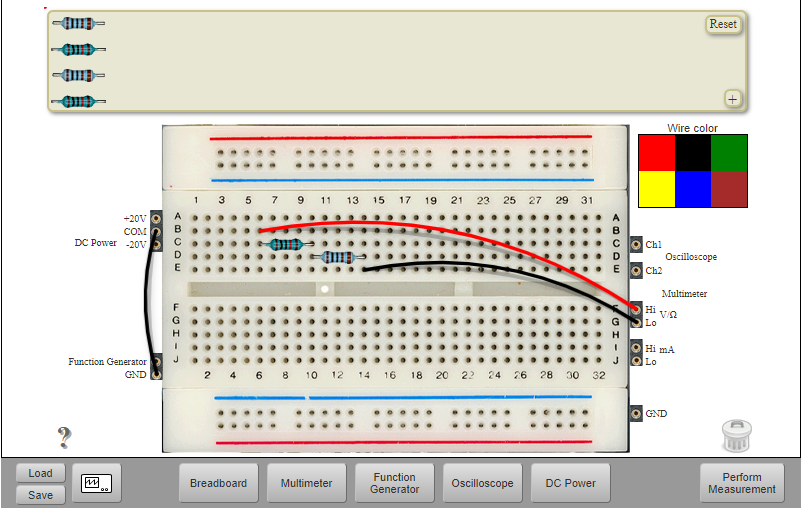 Reset
+
Wire color
1 3 5 7 9 11 13 15 17 19 21 23 25 27 29 31
A A
+20V B B
COM C C Ch1
DC Power -20V D D Oscilloscope
E E Ch2
Multimeter
F F Hi
G G Lo V/Ω
H H
I I Hi mA
Function Generator J J Lo
GND 2 4 6 8 10 12 14 16 18 20 22 24 26 28 30 32
GND
?
Load
Save
Breadboard
Multimeter
Function
Generator
Oscilloscope
DC Power
Perform
Measurement